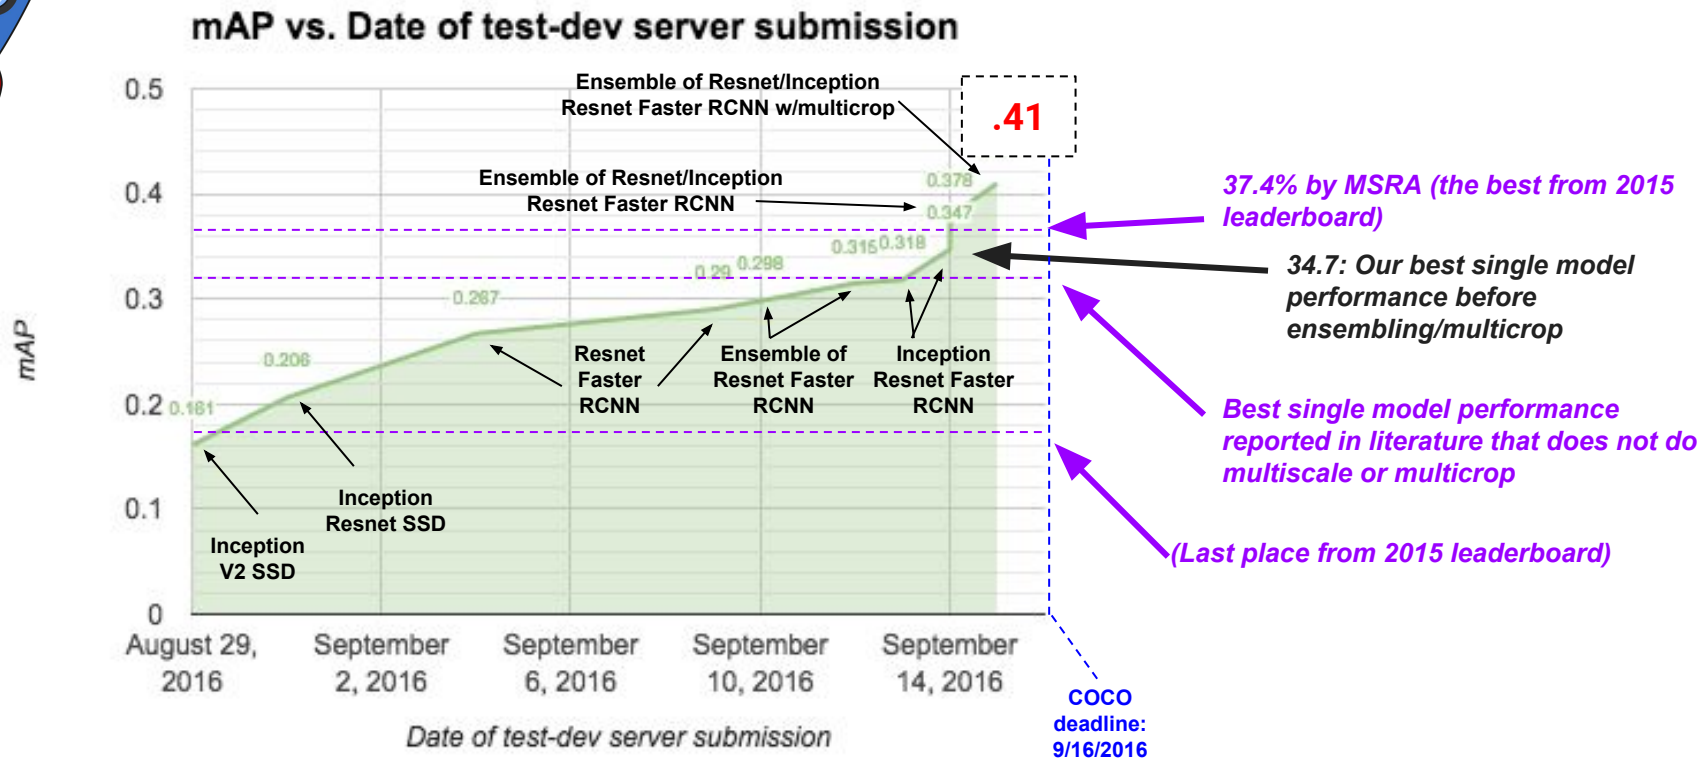 mAP vs. Date of test-dev server submission
0.5
0.4
0.3
0.2
0.1
0
mAP
Ensemble of Resnet/Inception
Resnet Faster RCNN w/multicrop
.41
Ensemble of Resnet/Inception
Resnet Faster RCNN
0.378
0.347
0.315
0.318
0.29
0.298
0.267
0.206
0.161
Resnet
Faster
RCNN
Ensemble of
Resnet Faster
RCNN
Inception
Resnet Faster
RCNN
Inception
Resnet SSD
Inception
V2 SSD
37.4% by MSRA (the best from 2015
leaderboard)
34.7: Our best single model
performance before
ensembling/multicrop
Best single model performance
reported in literature that does not do
multiscale or multicrop
(Last place from 2015 leaderboard)
August 29,
2016
September
2, 2016
September
6, 2016
September
10, 2016
September
14, 2016
COCO
deadline:
9/16/2016
Date of test-dev server submission